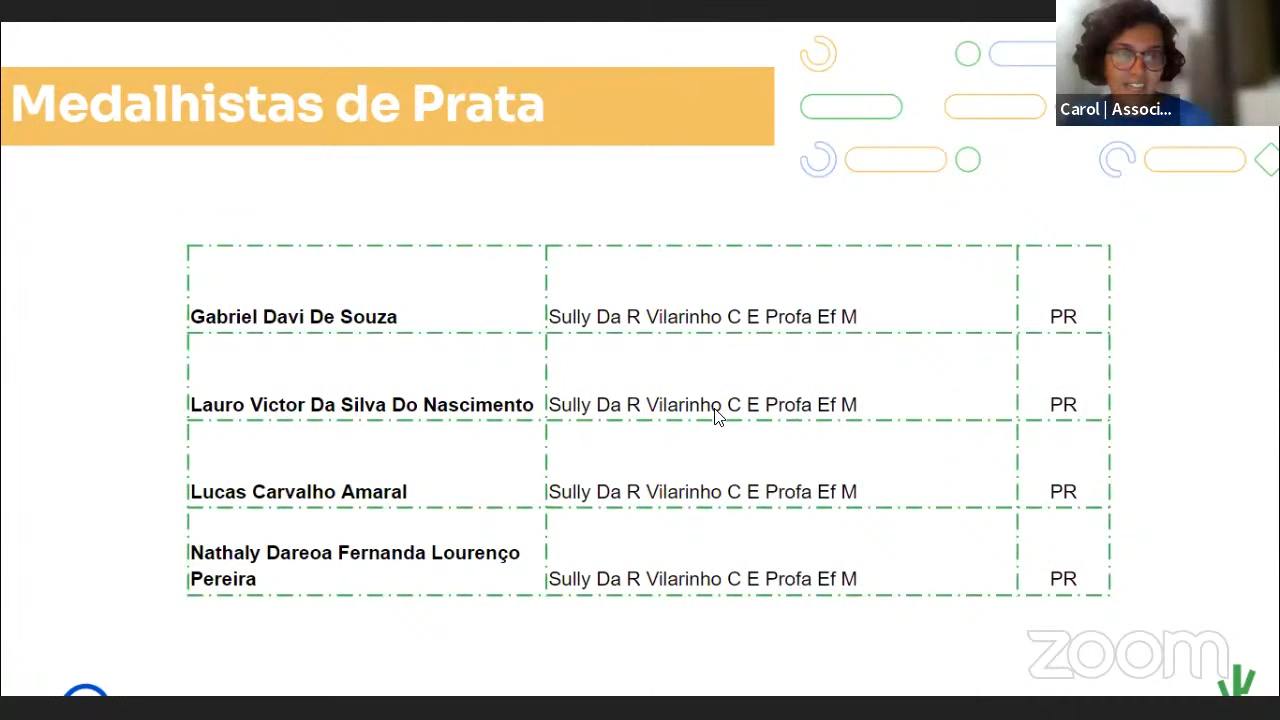 Medalhistas de Prata
Carol | Associ...
Gabriel Davi De Souza Sully Da R Vilarinho C E Profa Ef M PR
Lauro Victor Da Silva Do Nascimento Sully Da R Vilarinho C E Profa Ef M PR
Lucas Carvalho Amaral Sully Da R Vilarinho C E Profa Ef M PR
Nathaly Dareoa Fernanda Lourenço
Pereira Sully Da R Vilarinho C E Profa Ef M PR
zoom